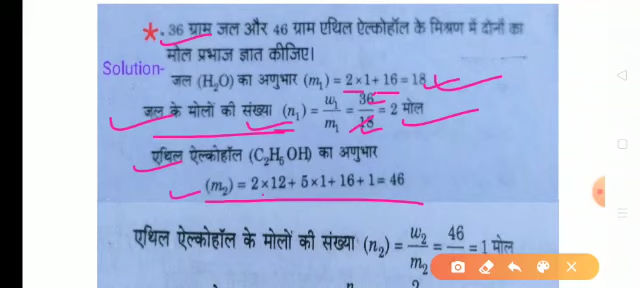 *. 36 ग्राम जल और 46 ग्राम एथिल ऐल्कोहॉल के मिश्रण में दोनों का
मोल प्रभाज ज्ञात कीजिए।
Solution-
जल (H₂O) का अणुभार (m₁) = 2 × 1 + 16 = 18
जल के मोलों की संख्या (n₁) = w₁/m₁ = 36/18 = 2 मोल
एथिल ऐल्कोहॉल (C₂H₅OH) का अणुभार
(m₂) = 2 × 12 + 5 × 1 + 16 + 1 = 46
एथिल ऐल्कोहॉल के मोलों की संख्या (n₂) = w₂/m₂ = 46/ = 1 मोल